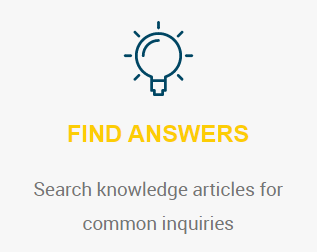 FIND ANSWERS
Search knowledge articles for
common inquiries